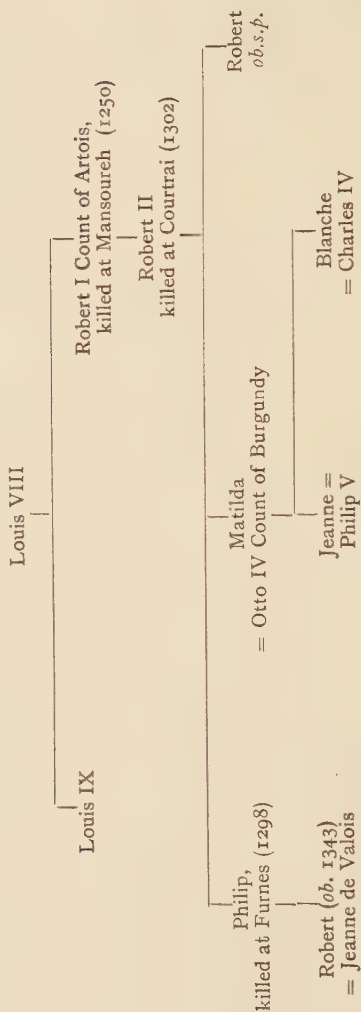 Louis VIII
Louis IX
Robert I Count of Artois,
killed at Mansoureh (1250)
Robert II
killed at Courtrai (1302)
Philip,
killed at Furnes (1298)
Matilda
= Otto IV Count of Burgundy
Robert
ob.s.p.
Robert (ob. 1343)
= Jeanne de Valois
Jeanne =
Philip V
Blanche
= Charles IV